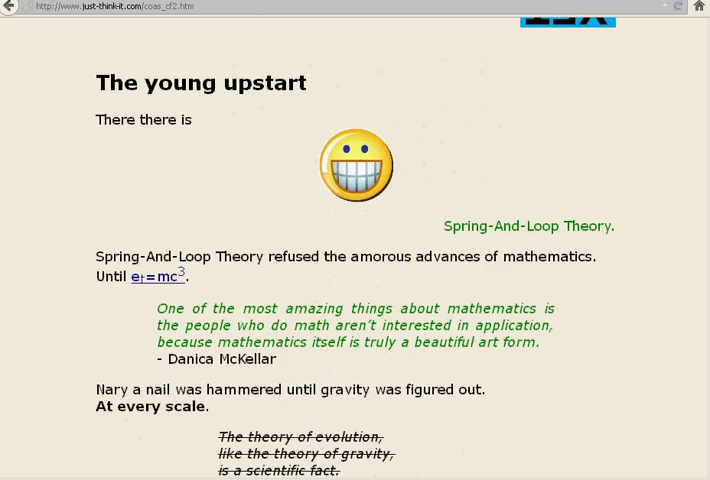 http://www.just-think-it.com/coas_cf2.htm
The young upstart
There there is
Spring-And-Loop Theory.
Spring-And-Loop Theory refused the amorous advances of mathematics.
Until e†=mc3.
One of the most amazing things about mathematics is
the people who do math aren't interested in application,
because mathematics itself is truly a beautiful art form.
- Danica McKellar
Nary a nail was hammered until gravity was figured out.
At every scale.
The theory of evolution,
like the theory of gravity,
is a scientific fact.